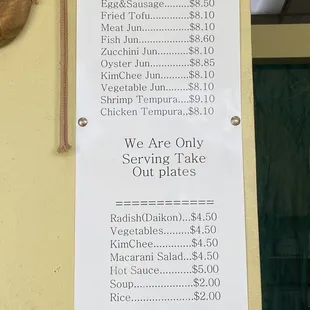 Egg&Sausage........$8.50
Fried Tofu..........$8.10
Meat Jun............$8.10
Fish Jun..............$8.60
Zucchini Jun.......$8.10
Oyster Jun..........$8.85
KimChee Jun......$8.10
Vegetable Jun.....$8.10
Shrimp Tempura....$9.10
Chicken Tempura..$8.10
We Are Only
Serving Take
Out plates
============
Radish(Daikon)...$4.50
Vegetables.........$4.50
KimChee............$4.50
Macarani Salad...$4.50
Hot Sauce..........$5.00
Soup...................$2.00
Rice.....................$2.00